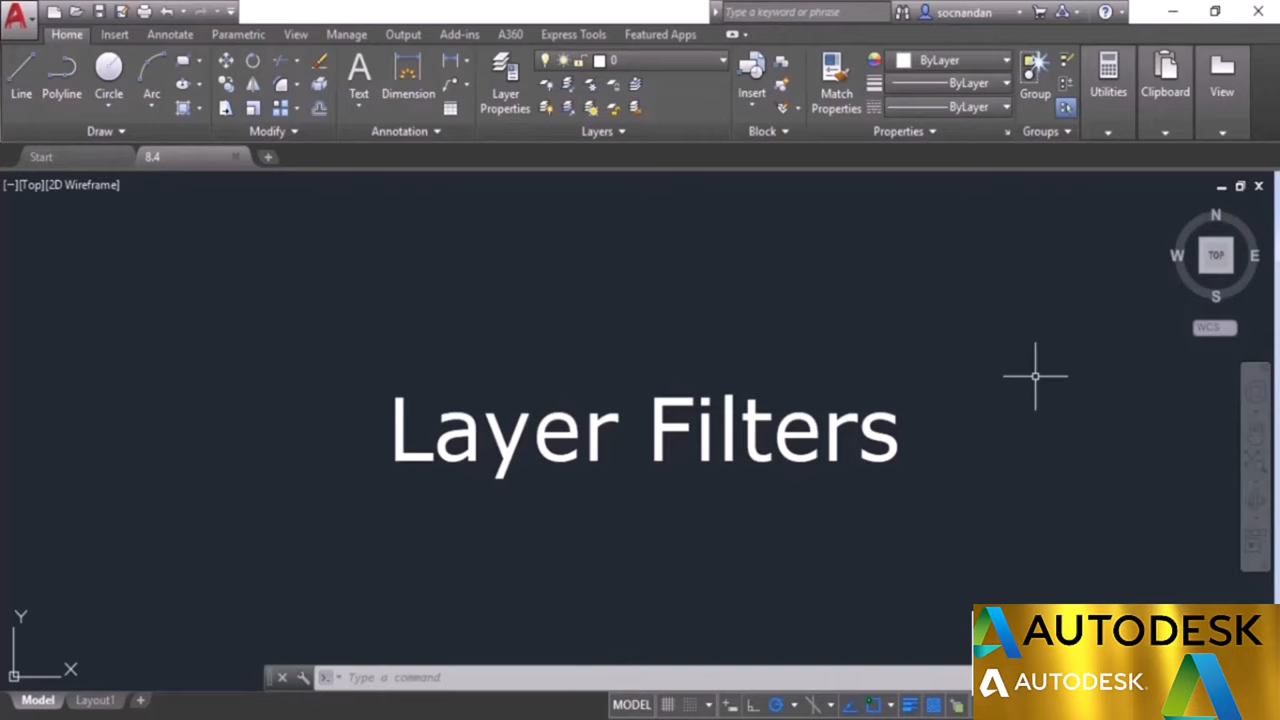 Type a keyword or phrase
socnandan
Home Insert Annotate Parametric View Manage Output Add-ins A360 Express Tools Featured Apps
Line Polyline Circle Arc
Draw
Modify
Text Dimension
Annotation
Layer Properties
0
Layers
Insert
Block
Match Properties
ByLayer
ByLayer
ByLayer
Properties
Group
Groups
Utilities
Clipboard
View
Start 8.4
[−][Top][2D Wireframe]
N
W TOP E
S
WCS
Layer Filters
Y
X
Type a command
Model Layout1
MODEL
AUTODESK
AUTODESK.